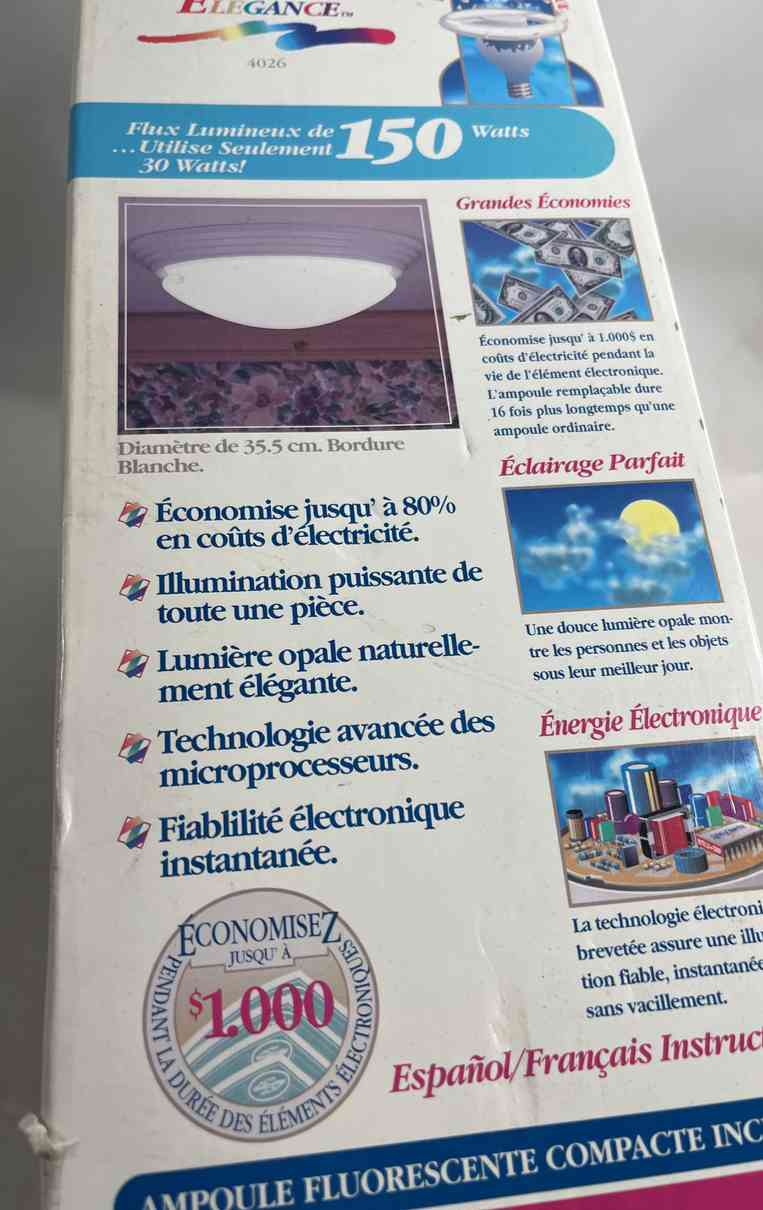 ELEGANCE™
4026
Flux Lumineux de 150 Watts
...Utilise Seulement
30 Watts!
Diamètre de 35.5 cm. Bordure
Blanche.
Économise jusqu' à 80%
en coûts d'électricité.
Illumination puissante de
toute une pièce.
Lumière opale naturelle-
ment élégante.
Technologie avancée des
microprocesseurs.
Fiablilité électronique
instantanée.
Grandes Économies
Économise jusqu' à 1.000$ en
coûts d'électricité pendant la
vie de l'élément électronique.
L'ampoule remplaçable dure
16 fois plus longtemps qu'une
ampoule ordinaire.
Éclairage Parfait
Une douce lumière opale mon-
tre les personnes et les objets
sous leur meilleur jour.
Énergie Électronique
La technologie électroni
brevetée assure une illu
tion fiable, instantanée
sans vacillement.
ÉCONOMISEZ
JUSQU' À
$1.000
PENDANT LA DURÉE DES ÉLÉMENTS ÉLECTRONIQUES
Español/Français Instruct
AMPOULE FLUORESCENTE COMPACTE INC